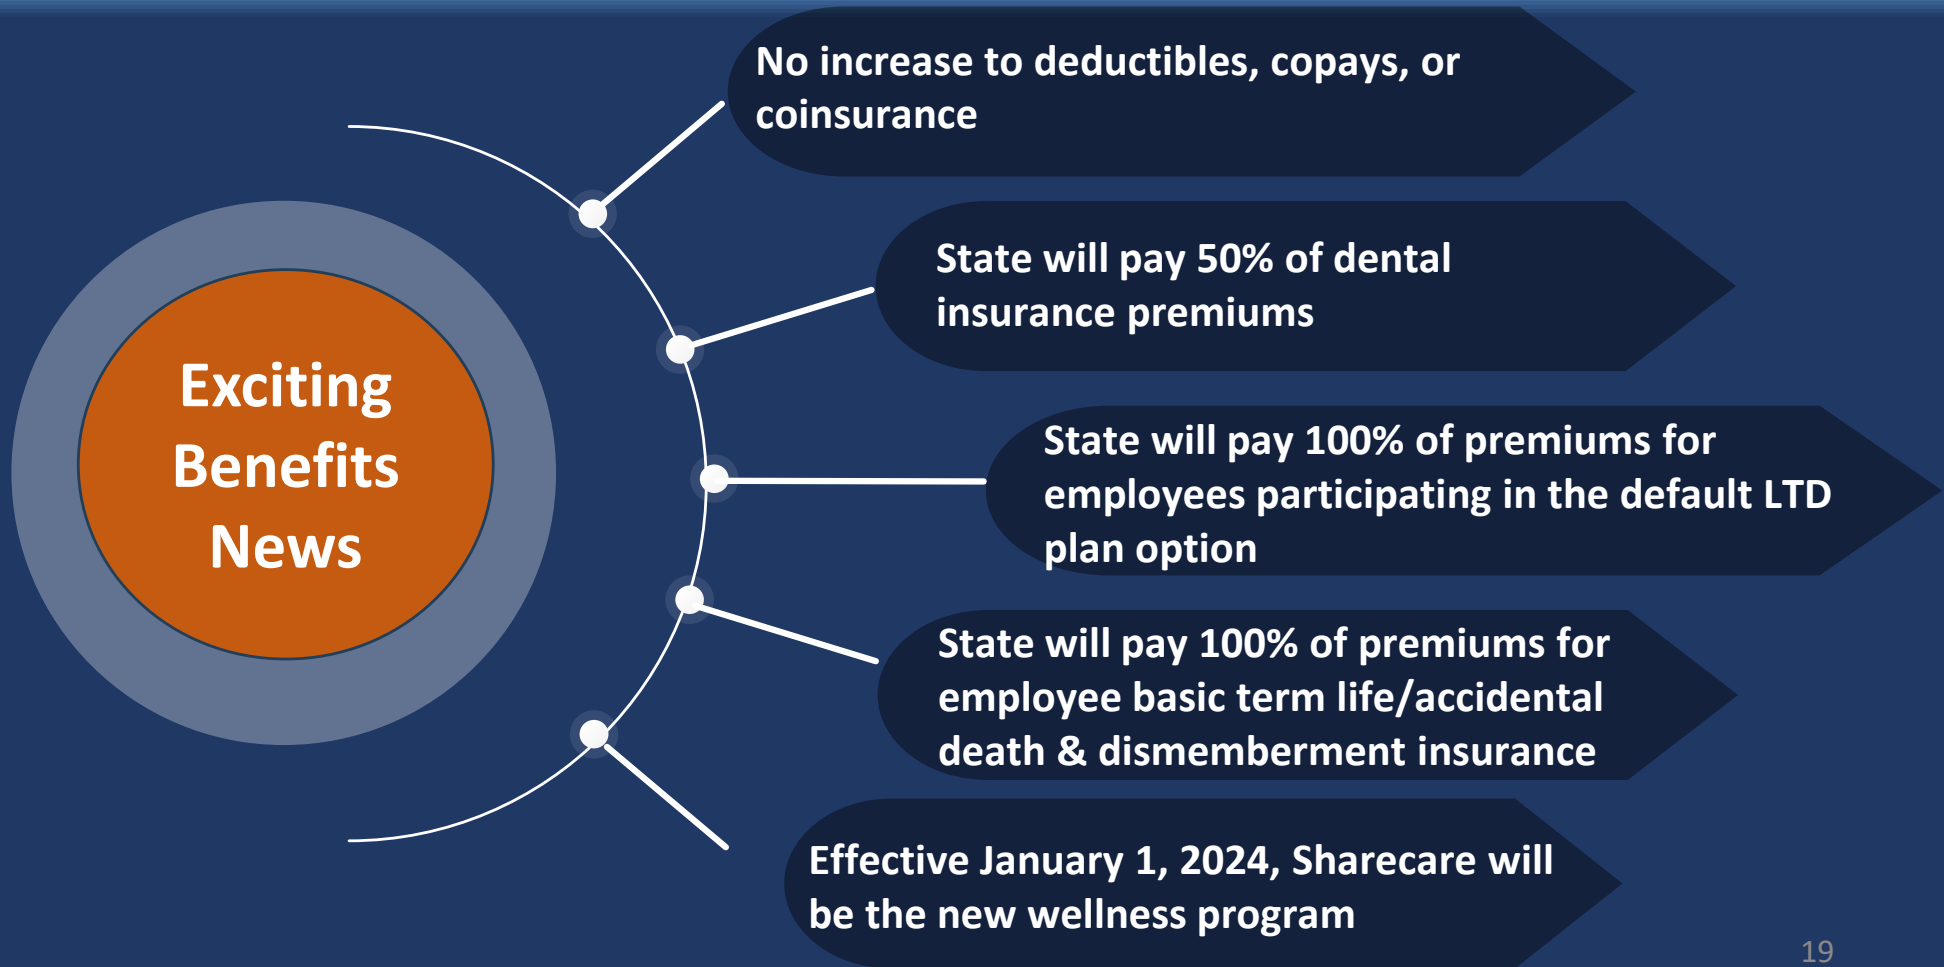 Exciting
Benefits
News
No increase to deductibles, copays, or
coinsurance
State will pay 50% of dental
insurance premiums
State will pay 100% of premiums for
employees participating in the default LTD
plan option
State will pay 100% of premiums for
employee basic term life/accidental
death & dismemberment insurance
Effective January 1, 2024, Sharecare will
be the new wellness program
19